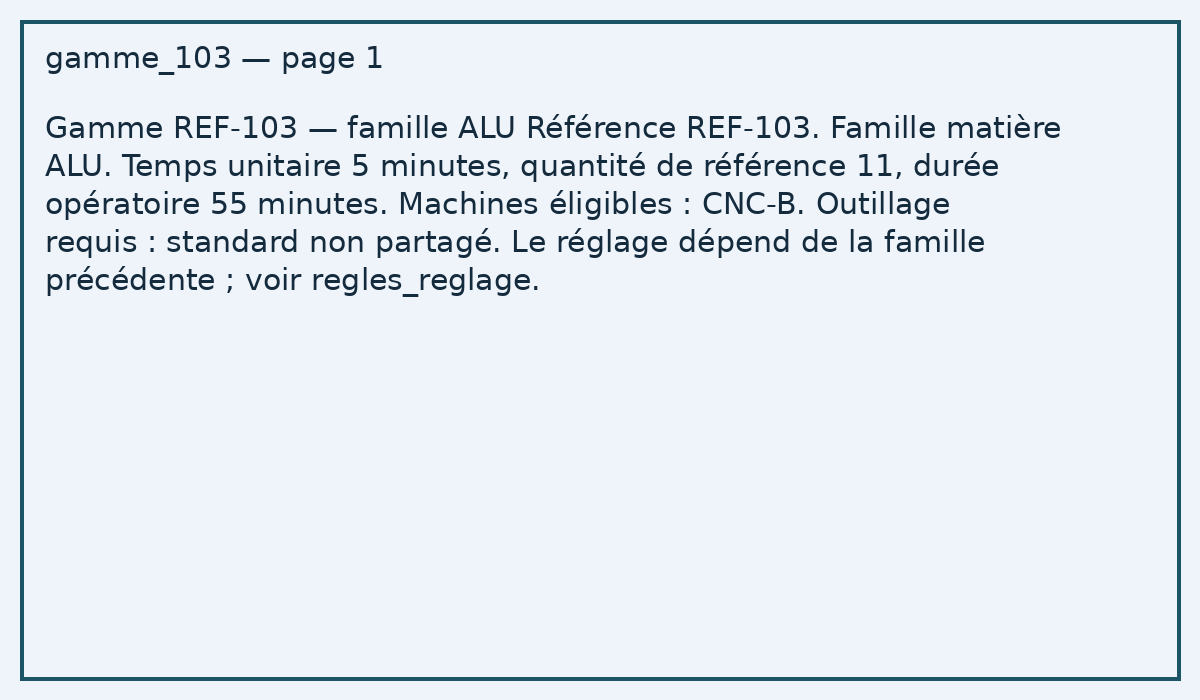 gamme_103 — page 1
Gamme REF-103 — famille ALU Référence REF-103. Famille matière
ALU. Temps unitaire 5 minutes, quantité de référence 11, durée
opératoire 55 minutes. Machines éligibles : CNC-B. Outillage
requis : standard non partagé. Le réglage dépend de la famille
précédente ; voir regles_reglage.